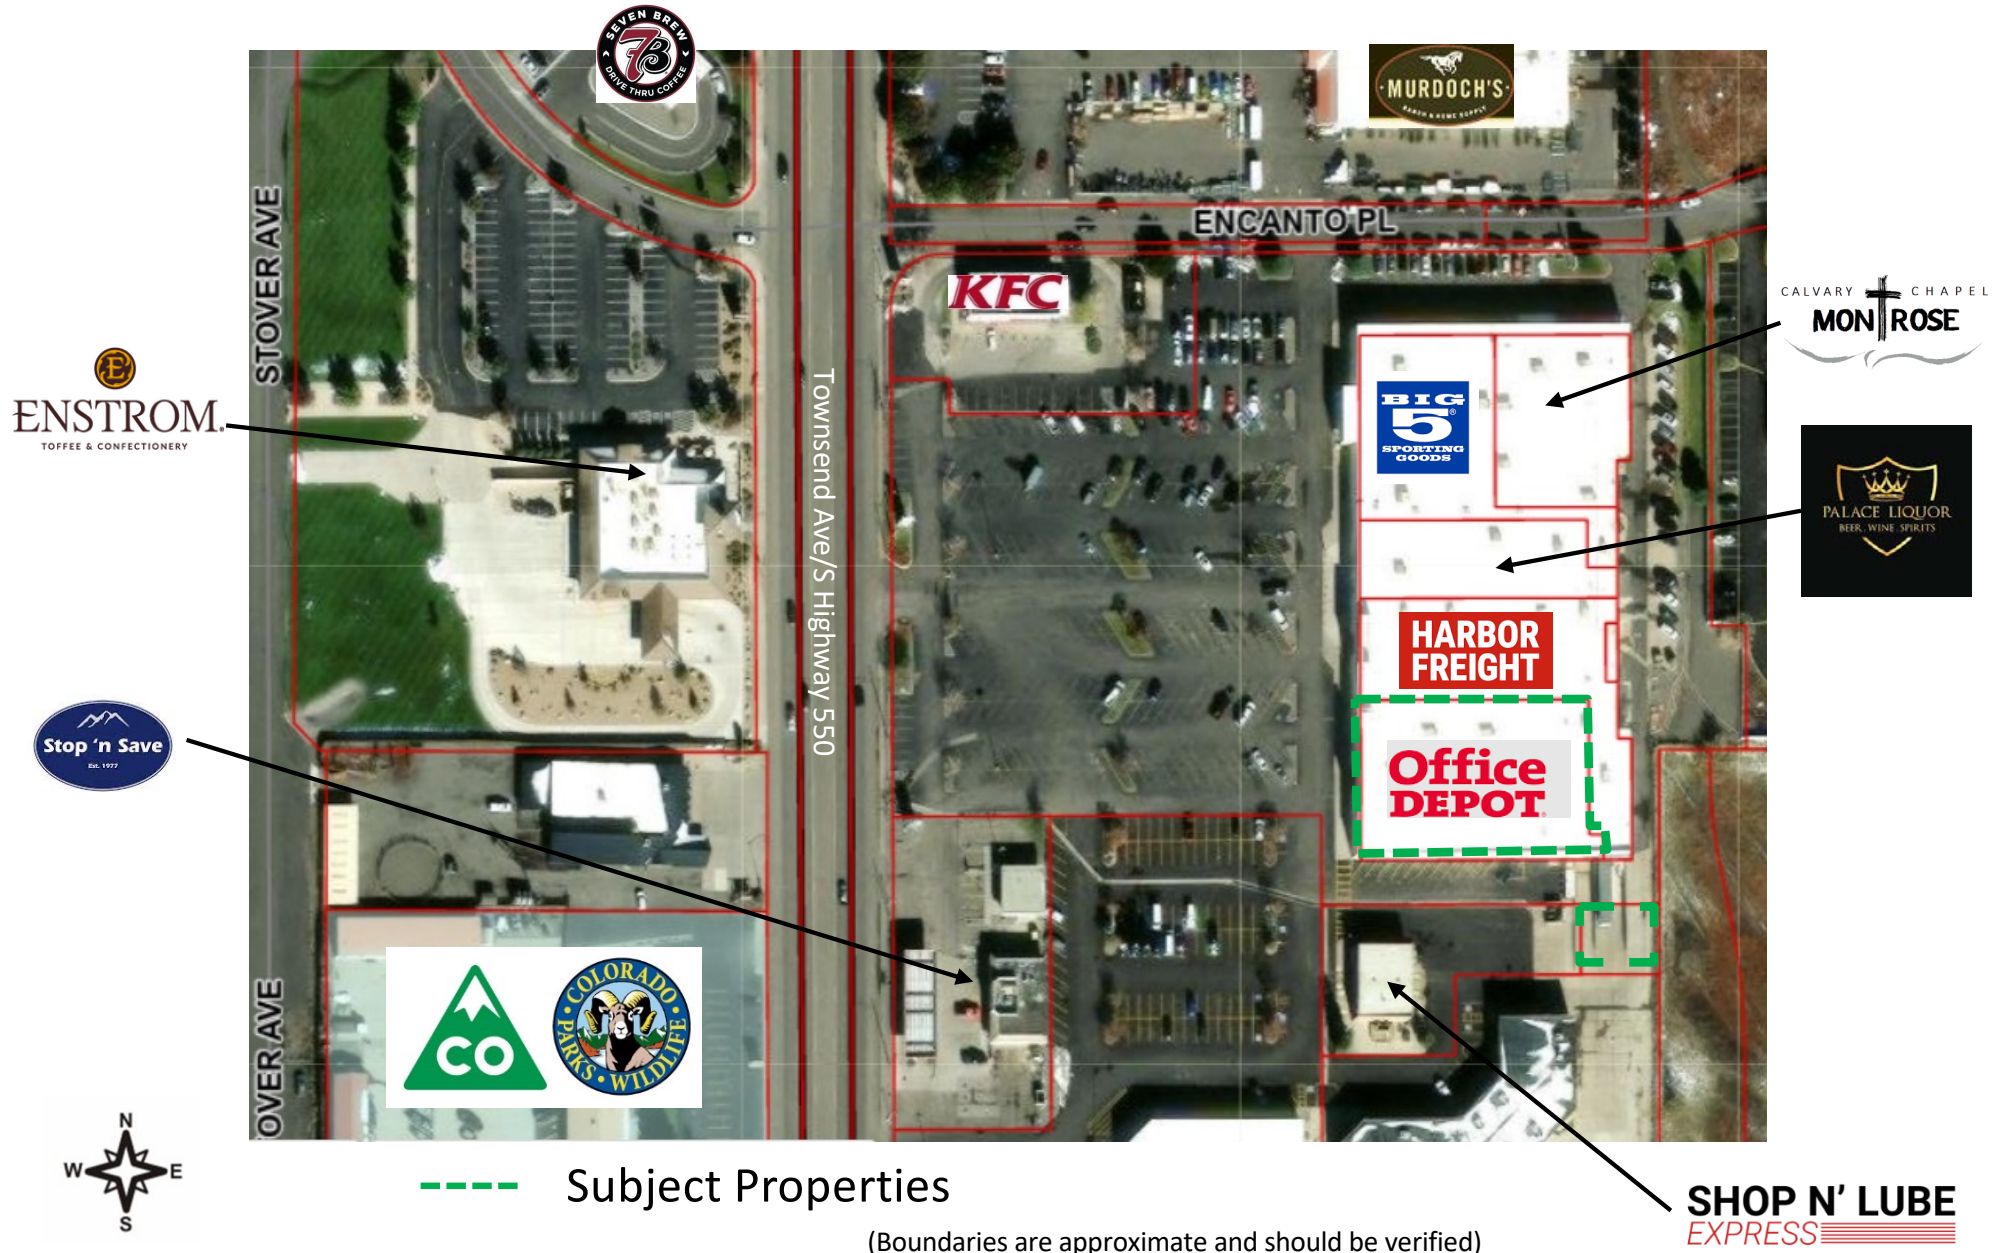 SEVEN BREW
7B
DRIVE THRU COFFEE
MURDOCH'S
RANCH & HOME SUPPLY
STOVER AVE
ENCANTO PL
KFC
CALVARY CHAPEL
MONTROSE
E
ENSTROM
TOFFEE & CONFECTIONERY
BIG
5
SPORTING
GOODS
Townsend Ave/S Highway 550
PALACE LIQUOR
BEER . WINE . SPIRITS
HARBOR
FREIGHT
Stop 'n Save
Est. 1977
Office
DEPOT
CO
COLORADO
PARKS • WILDLIFE
OVER AVE
N
W E
S
Subject Properties
(Boundaries are approximate and should be verified)
SHOP N' LUBE
EXPRESS